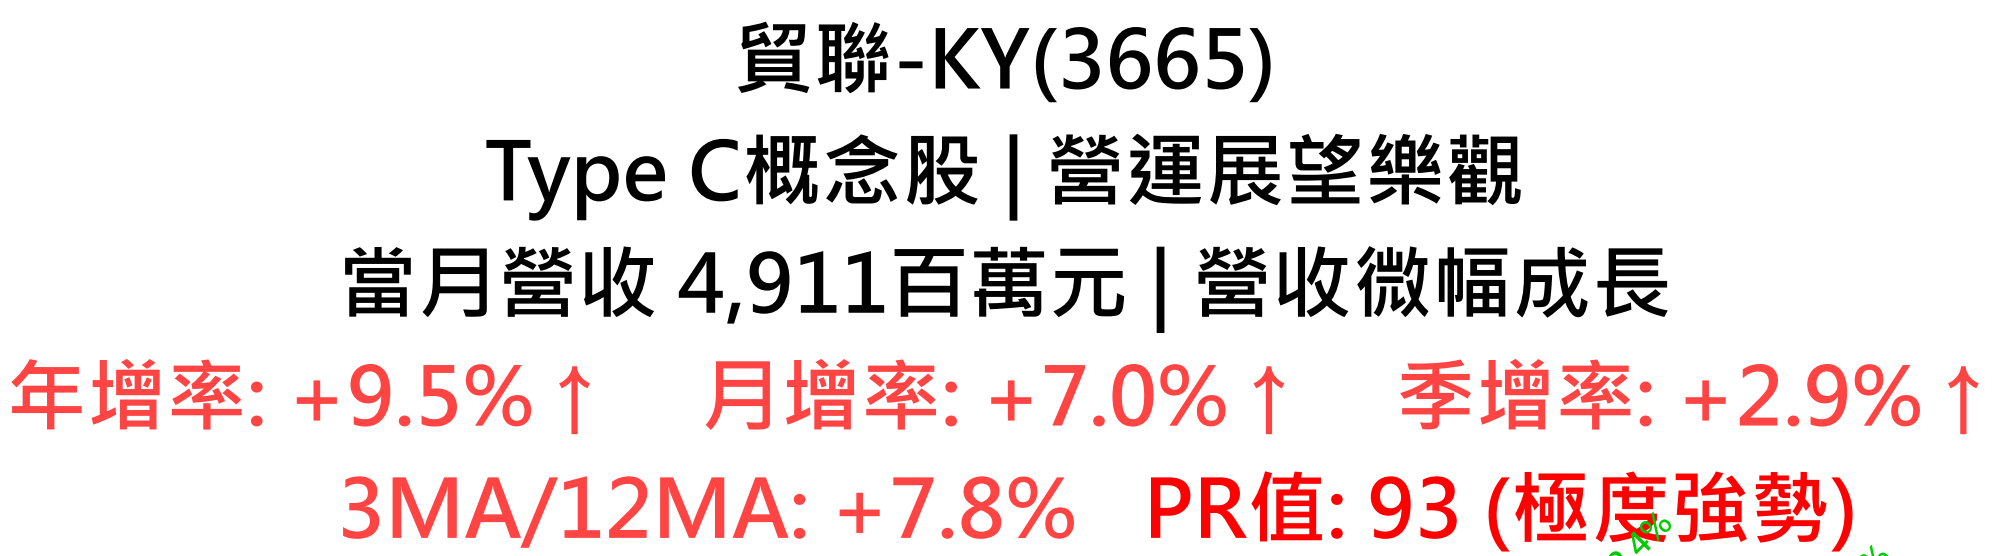 貿聯-KY(3665)
Type C概念股 | 營運展望樂觀
當月營收 4,911百萬元 | 營收微幅成長
年增率: +9.5%↑ 月增率: +7.0%↑ 季增率: +2.9%↑
3MA/12MA: +7.8% PR值: 93 (極度強勢)